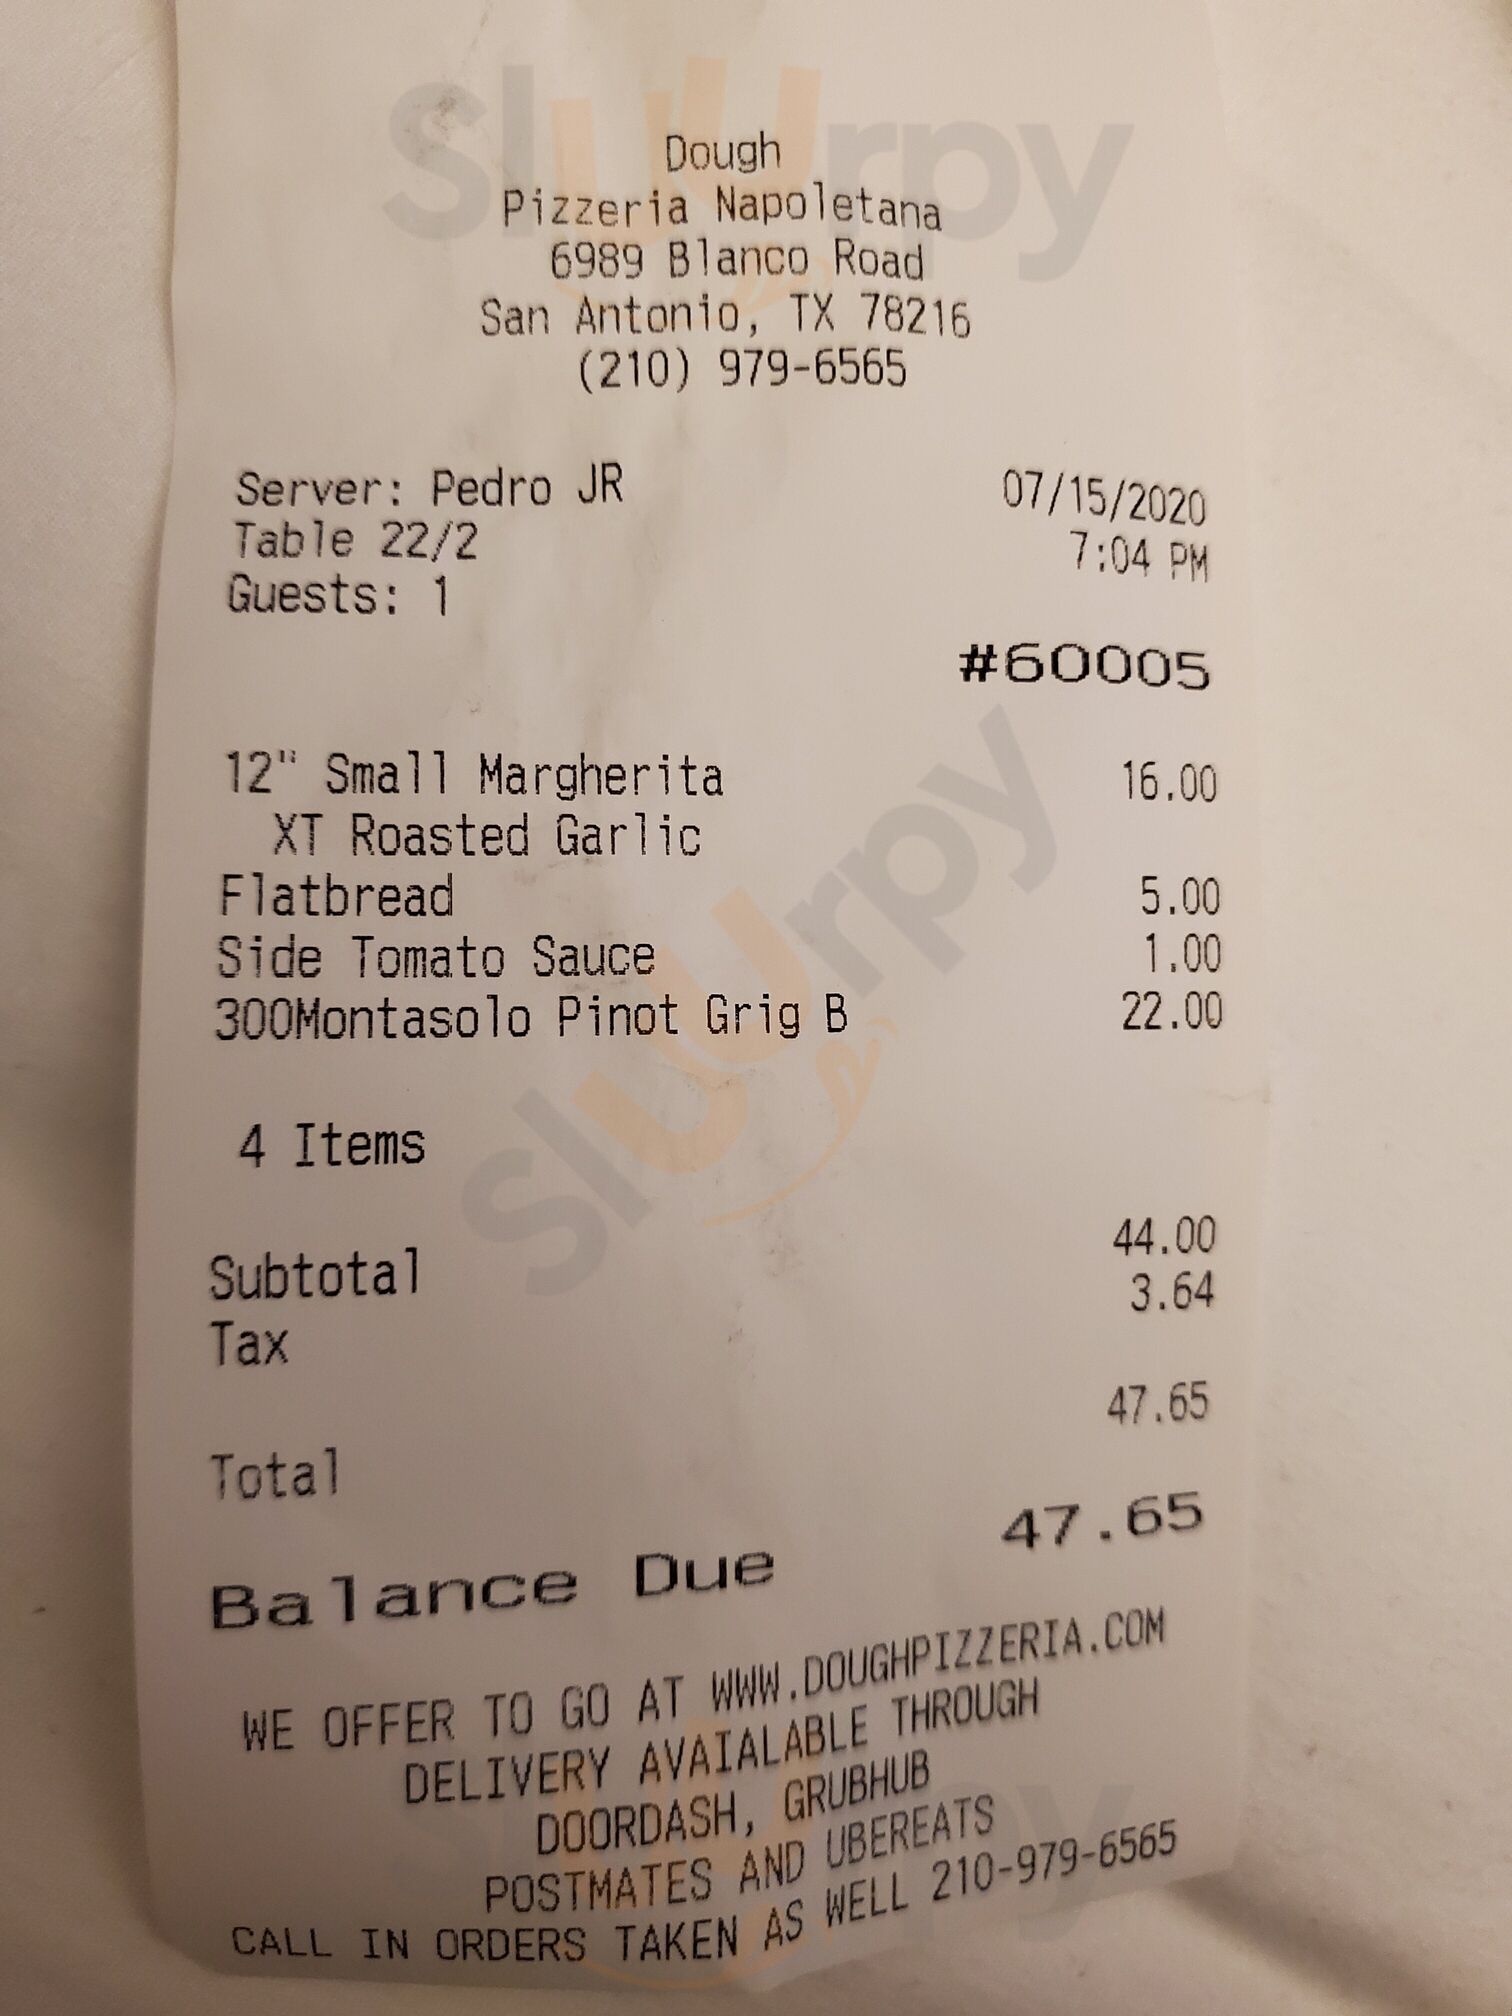 Sluurpy
Dough
Pizzeria Napoletana
6989 Blanco Road
San Antonio, TX 78216
(210) 979-6565
Server: Pedro JR 07/15/2020
Table 22/2 7:04 PM
Guests: 1
#60005
12" Small Margherita 16.00
XT Roasted Garlic
Flatbread 5.00
Side Tomato Sauce 1.00
300Montasolo Pinot Grig B 22.00
Sluurpy
4 Items
Subtotal 44.00
Tax 3.64
Total 47.65
Balance Due 47.65
WE OFFER TO GO AT WWW.DOUGHPIZZERIA.COM
DELIVERY AVAIALABLE THROUGH
DOORDASH, GRUBHUB
POSTMATES AND UBEREATS
CALL IN ORDERS TAKEN AS WELL 210-979-6565
Sluurpy